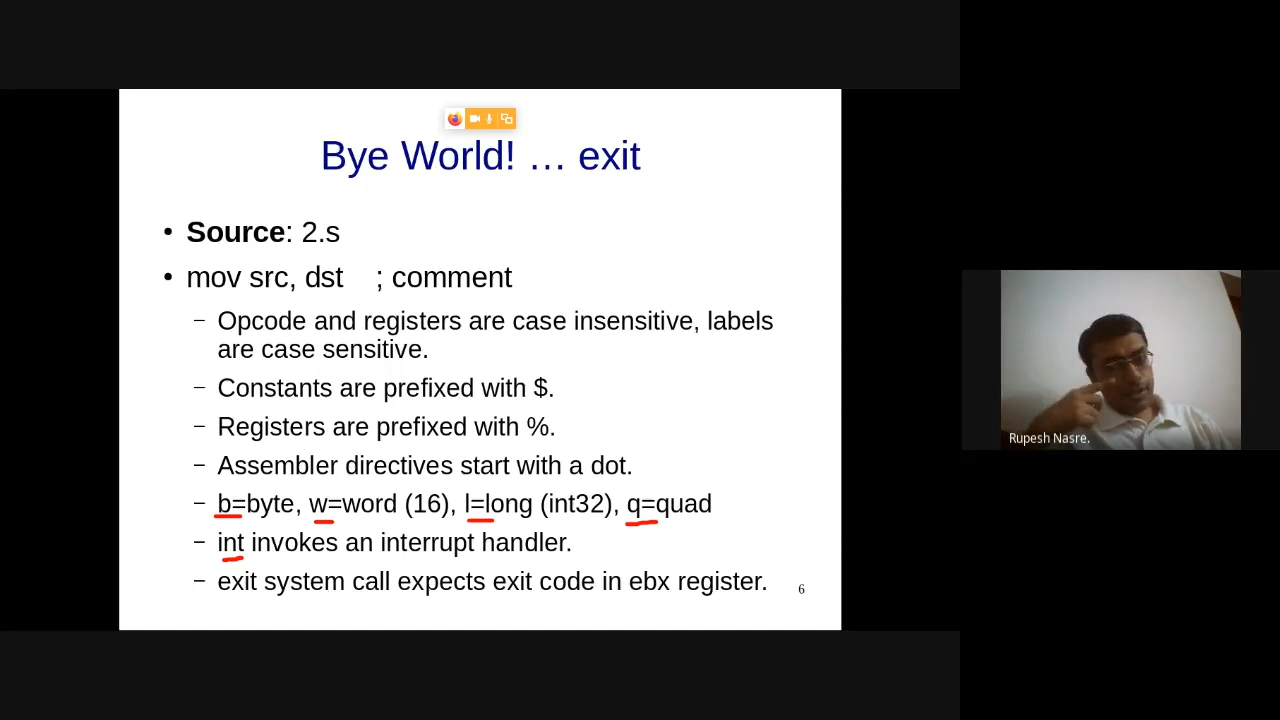 Bye World! … exit
• Source: 2.s
• mov src, dst    ; comment
– Opcode and registers are case insensitive, labels
are case sensitive.
– Constants are prefixed with $.
– Registers are prefixed with %.
– Assembler directives start with a dot.
– b=byte, w=word (16), l=long (int32), q=quad
– int invokes an interrupt handler.
– exit system call expects exit code in ebx register.
6
Rupesh Nasre.